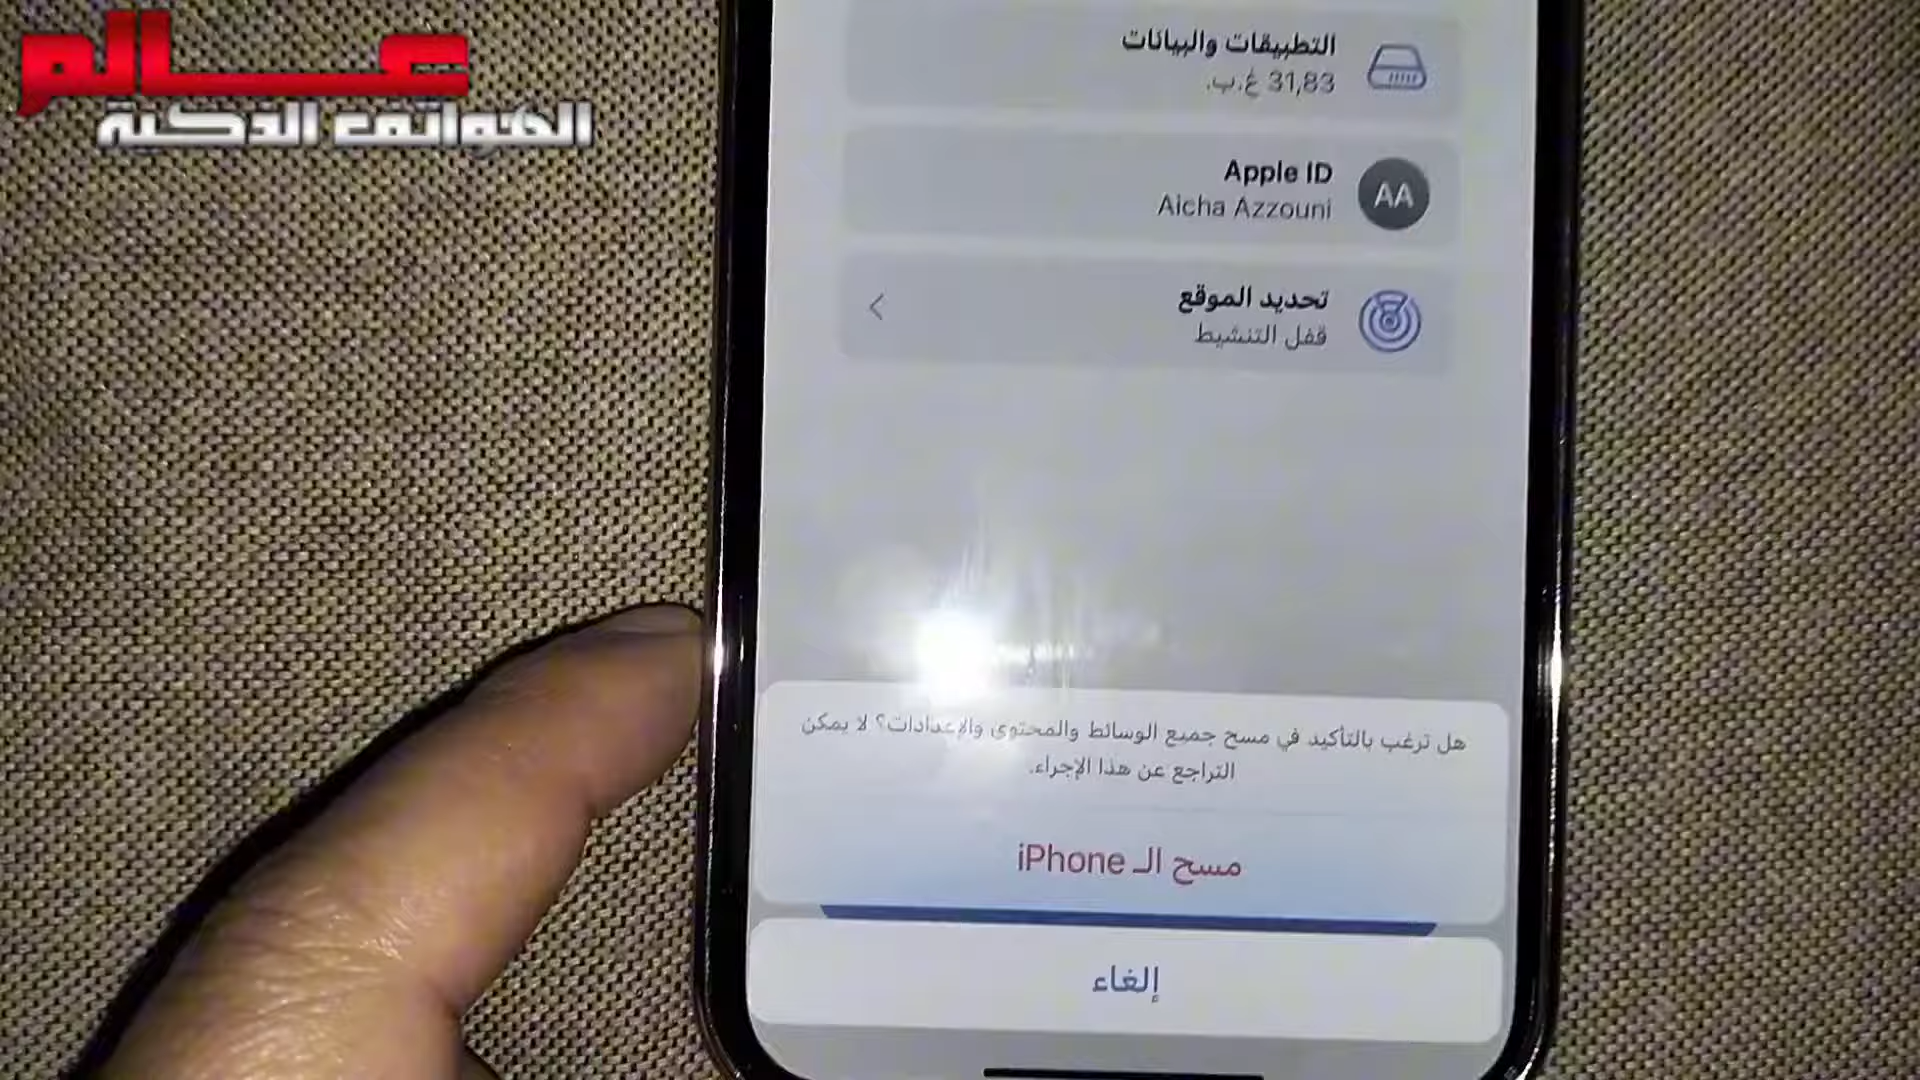 عالم
الهواتف الذكية
التطبيقات والبيانات
31,83 غ.ب.
Apple ID
AA
Aicha Azzouni
تحديد الموقع
قفل التنشيط
هل ترغب بالتأكيد في مسح جميع الوسائط والمحتوى والإعدادات؟ لا يمكن
التراجع عن هذا الإجراء.
مسح الـ iPhone
إلغاء